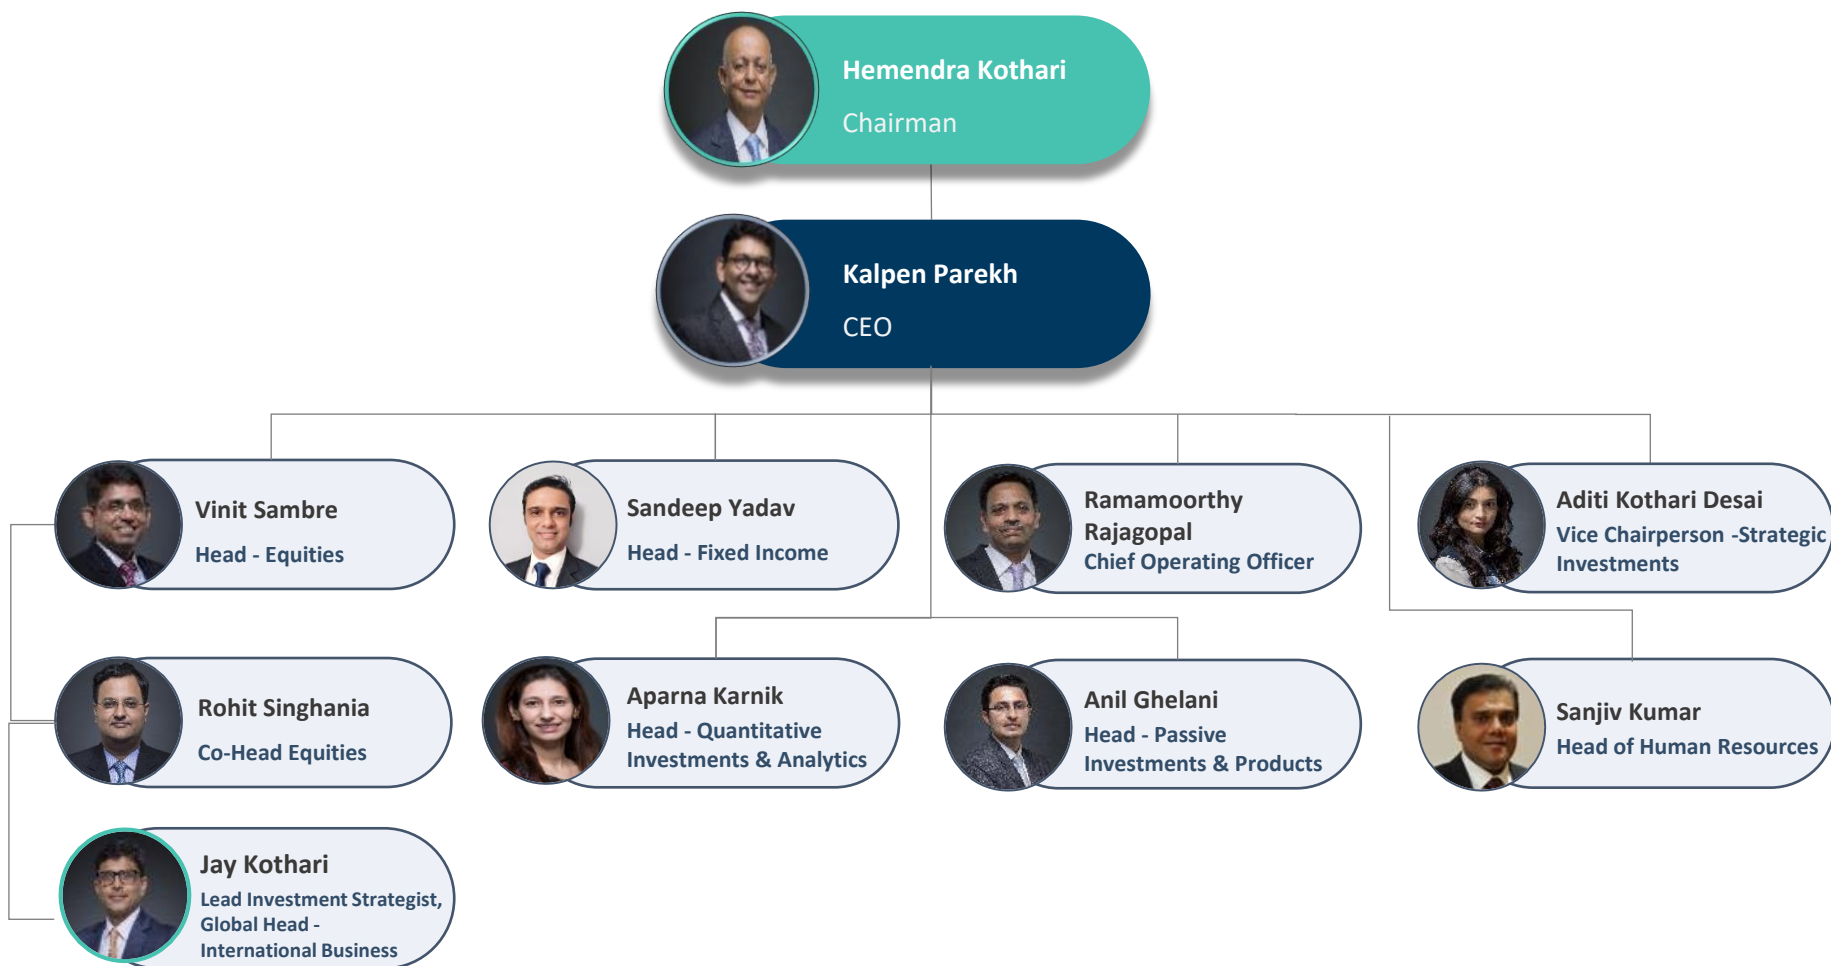 Hemendra Kothari
Chairman
Kalpen Parekh
CEO
Vinit Sambre
Head - Equities
Sandeep Yadav
Head - Fixed Income
Ramamoorthy
Rajagopal
Chief Operating Officer
Aditi Kothari Desai
Vice Chairperson -Strategic
Investments
Rohit Singhania
Co-Head Equities
Aparna Karnik
Head - Quantitative
Investments & Analytics
Anil Ghelani
Head - Passive
Investments & Products
Sanjiv Kumar
Head of Human Resources
Jay Kothari
Lead Investment Strategist,
Global Head -
International Business